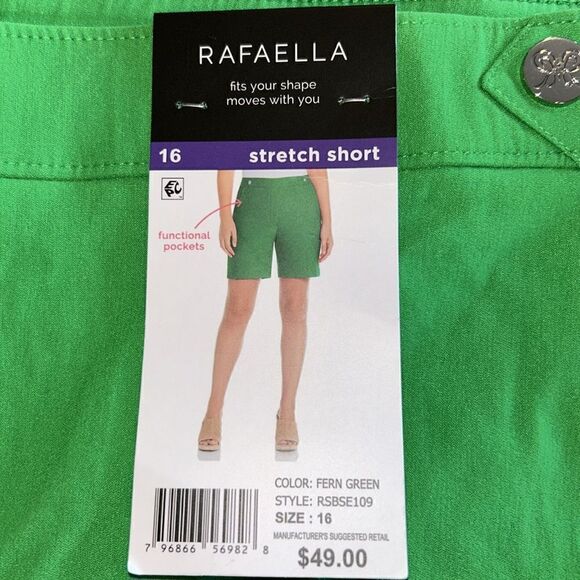 RAFAELLA
fits your shape
moves with you
16 stretch short
functional
pockets
COLOR: FERN GREEN
STYLE: RSBSE109
SIZE : 16
MANUFACTURER'S SUGGESTED RETAIL
$49.00
7 96866 56982 8